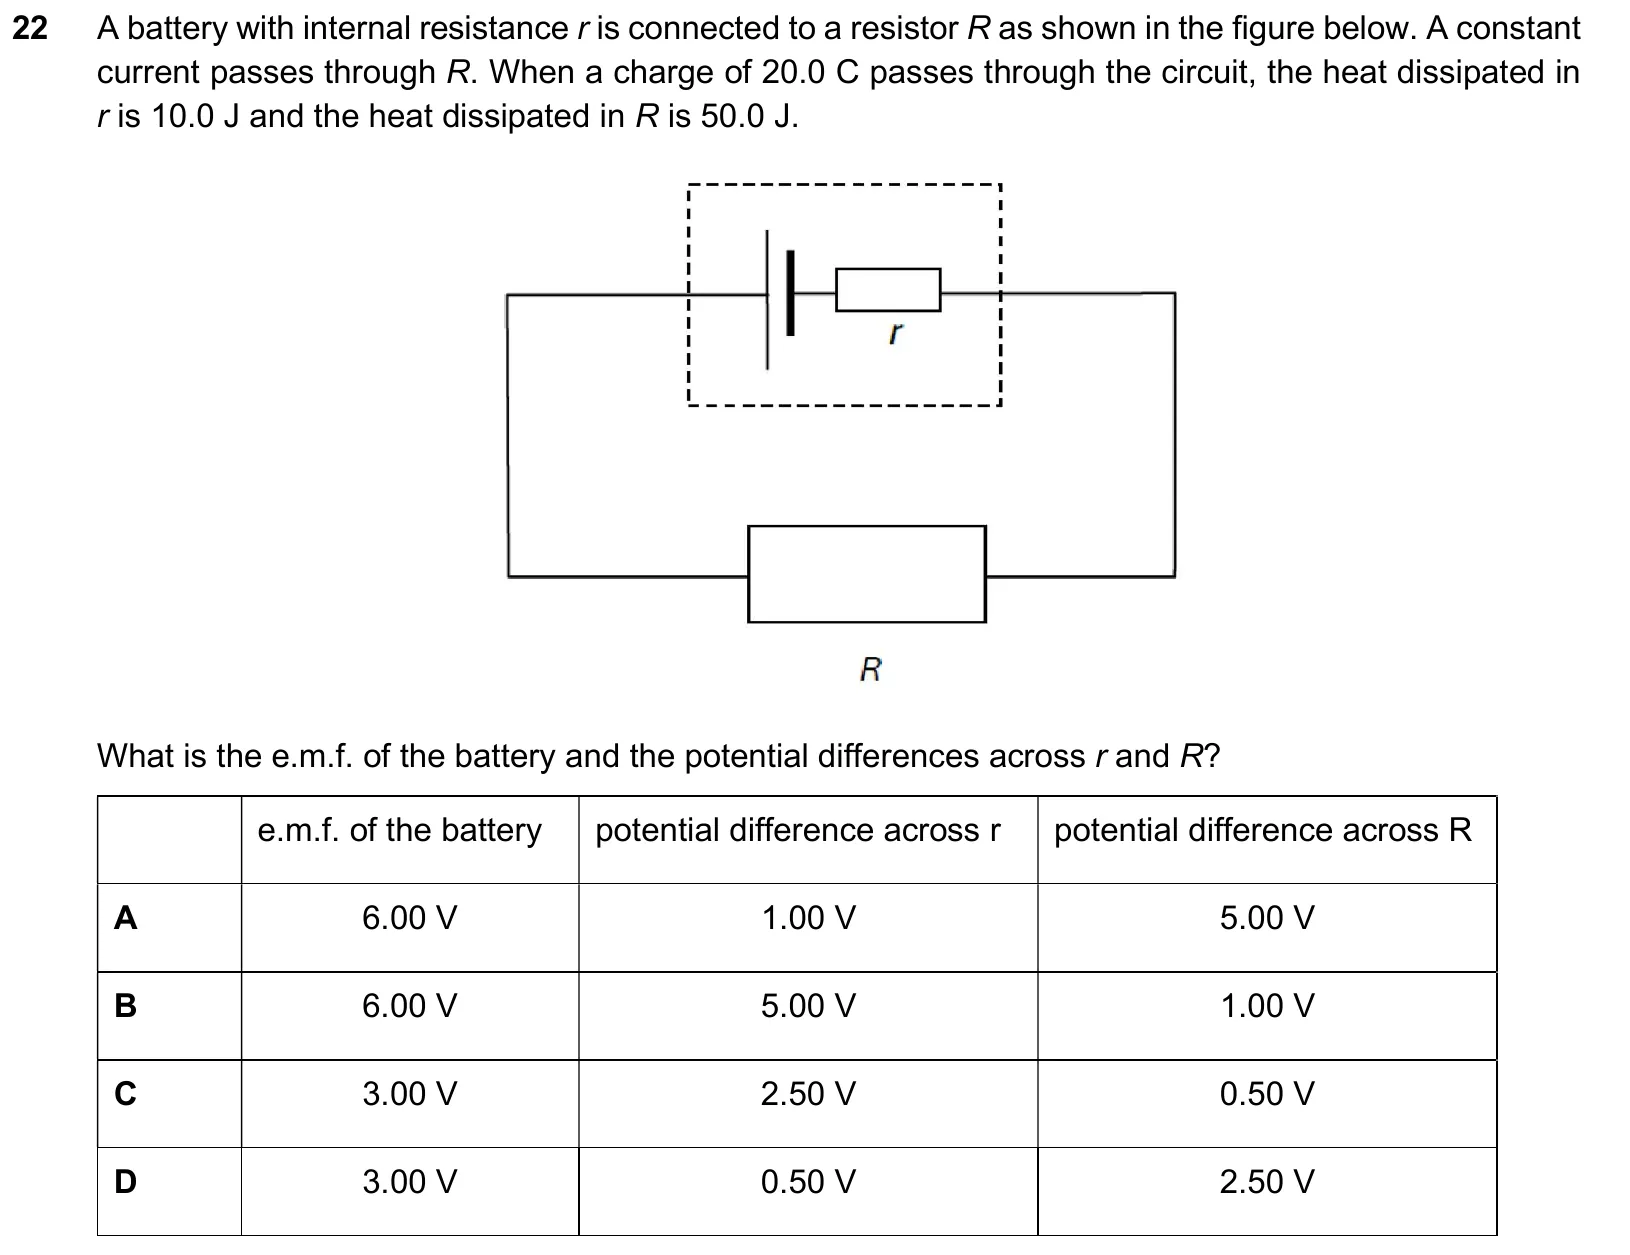 22 A battery with internal resistance r is connected to a resistor R as shown in the figure below. A constant
current passes through R. When a charge of 20.0 C passes through the circuit, the heat dissipated in
r is 10.0 J and the heat dissipated in R is 50.0 J.
r
R
What is the e.m.f. of the battery and the potential differences across r and R?
e.m.f. of the battery potential difference across r potential difference across R
A 6.00 V 1.00 V 5.00 V
B 6.00 V 5.00 V 1.00 V
C 3.00 V 2.50 V 0.50 V
D 3.00 V 0.50 V 2.50 V